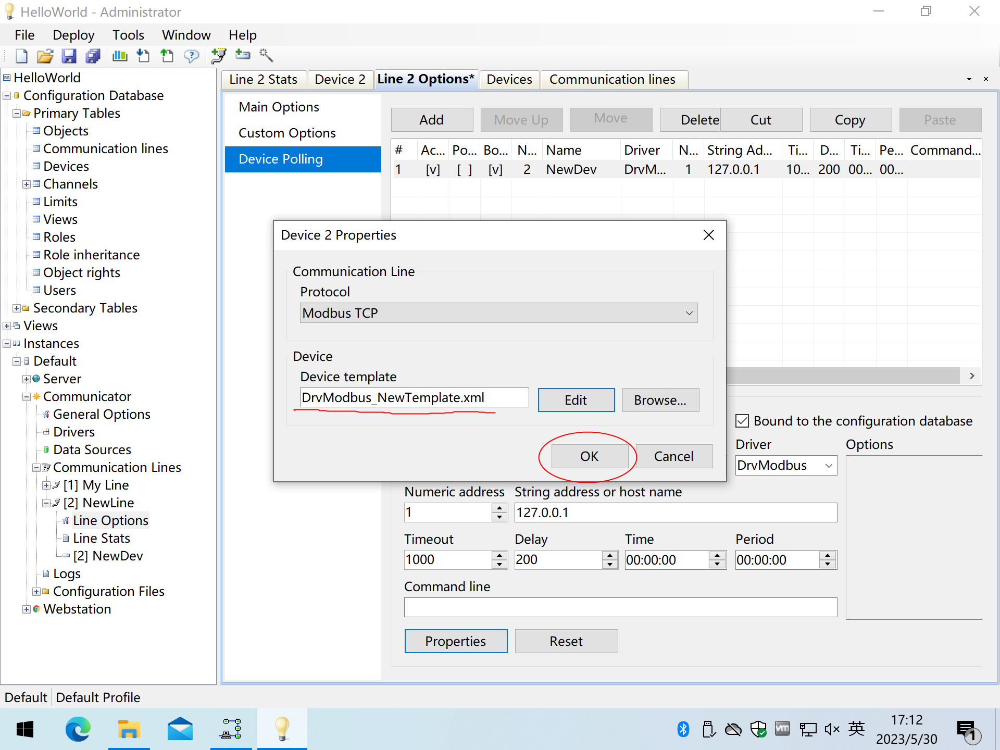 HelloWorld - Administrator
File Deploy Tools Window Help
HelloWorld
Configuration Database
Primary Tables
Objects
Communication lines
Devices
Channels
Limits
Views
Roles
Role inheritance
Object rights
Users
Secondary Tables
Views
Instances
Default
Server
Communicator
General Options
Drivers
Data Sources
Communication Lines
[1] My Line
[2] NewLine
Line Options
Line Stats
[2] NewDev
Logs
Configuration Files
Webstation
Line 2 Stats Device 2 Line 2 Options* Devices Communication lines
Main Options
Custom Options
Device Polling
Add Move Up Move Delete Cut Copy Paste
# Ac... Po... Bo... N... Name Driver N... String Ad... Ti... D... Ti... Pe... Command...
1 [v] [ ] [v] 2 NewDev DrvM... 1 127.0.0.1 10... 200 00... 00...
Device 2 Properties
Communication Line
Protocol
Modbus TCP
Device
Device template
DrvModbus_NewTemplate.xml Edit Browse...
OK Cancel
Bound to the configuration database
Driver Options
DrvModbus
Numeric address String address or host name
1 127.0.0.1
Timeout Delay Time Period
1000 200 00:00:00 00:00:00
Command line
Properties Reset
Default Default Profile
英
17:12
2023/5/30
1